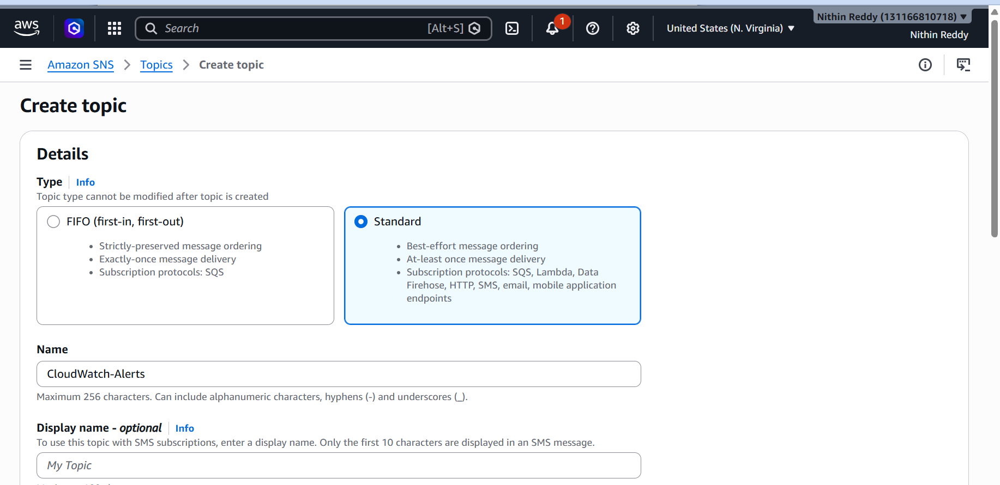 aws
Search
[Alt+S]
1
United States (N. Virginia)
Nithin Reddy (131166810718)
Nithin Reddy
Amazon SNS
Topics
Create topic
Create topic
Details
Type
Info
Topic type cannot be modified after topic is created
FIFO (first-in, first-out)
Strictly-preserved message ordering
Exactly-once message delivery
Subscription protocols: SQS
Standard
Best-effort message ordering
At-least once message delivery
Subscription protocols: SQS, Lambda, Data
Firehose, HTTP, SMS, email, mobile application
endpoints
Name
CloudWatch-Alerts
Maximum 256 characters. Can include alphanumeric characters, hyphens (-) and underscores (_).
Display name - optional
Info
To use this topic with SMS subscriptions, enter a display name. Only the first 10 characters are displayed in an SMS message.
My Topic